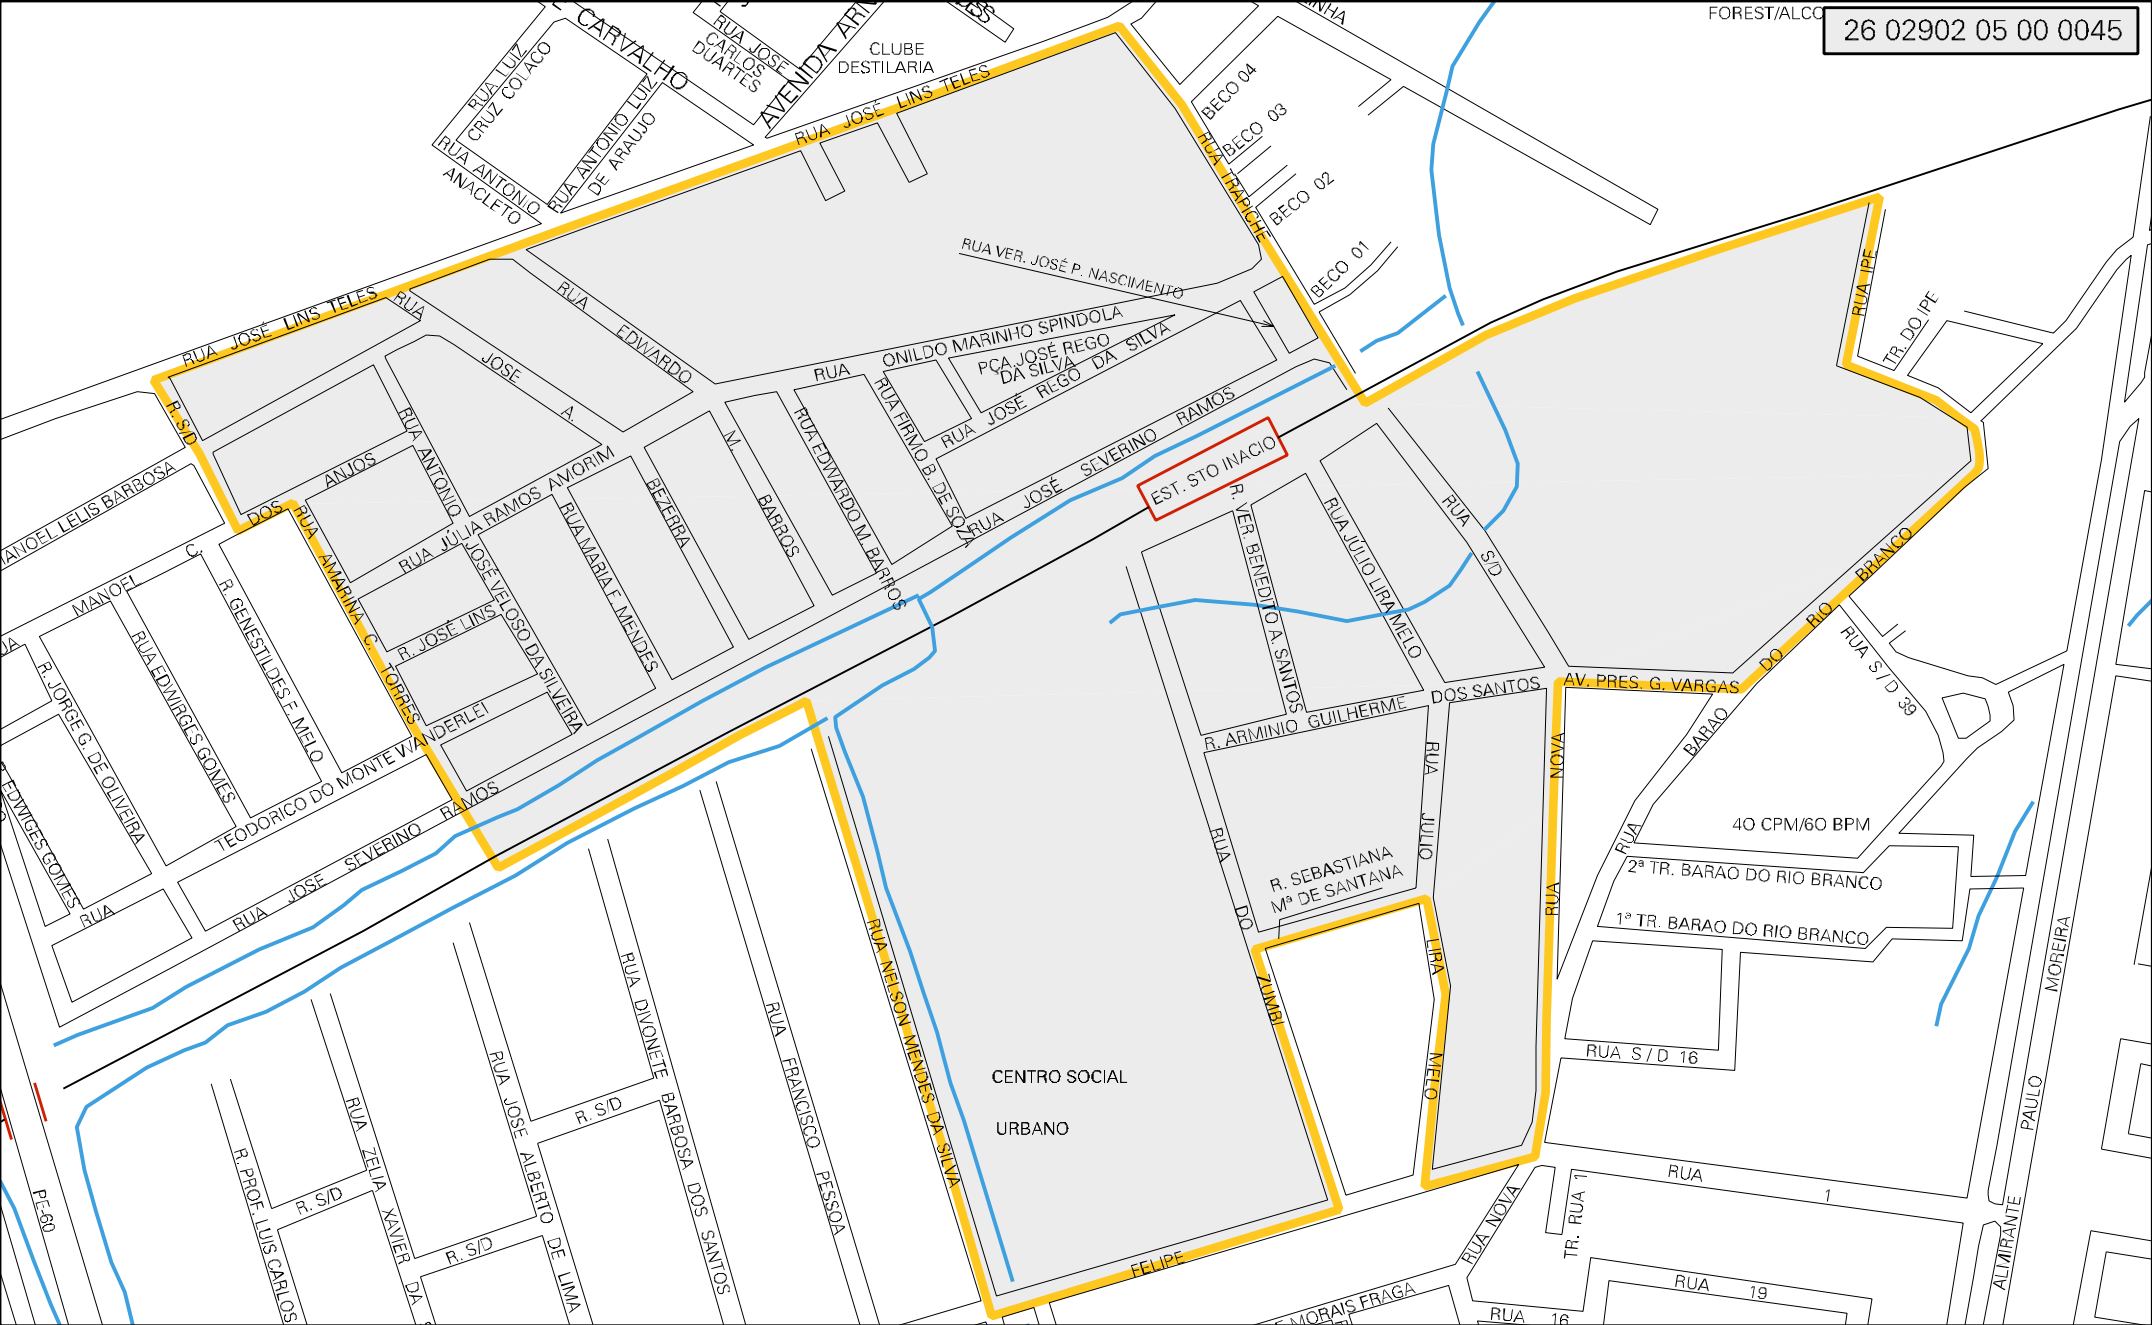 FOREST/ALCO
26 02902 05 00 0045
CARVALHO
RUA LUIZ
CRUZ COLACO
RUA JOSE
CARLOS
DUARTES
AVENIDA ARN
CLUBE
DESTILARIA
RUA ANTONIO LUIZ
DE ARAUJO
RUA ANTONIO
ANACLETO
RUA JOSÉ LINS TELES
RUA JOSÉ LINS TELES
BECO 04
BECO 03
BECO 02
BECO 01
RUA TRAPICHE
RUA IPE
TR. DO IPE
RUA VER. JOSÉ P. NASCIMENTO
RUA ONILDO MARINHO SPINDOLA
PÇA JOSÉ REGO
DA SILVA
RUA JOSÉ REGO DA SILVA
RUA EDWARDO M. BARROS
RUA JOSE A. BEZERRA
RUA EDWARDO M. BARROS
RUA FIRMO B. DE SOZA
RUA JOSÉ SEVERINO RAMOS
EST. STO INACIO
R. S/D
MANOEL LELIS BARBOSA
MANOEL C. DOS ANJOS
RUA ANTONIO
JOSÉ VELOSO DA SILVEIRA
RUA JÚLIA RAMOS AMORIM
RUA MARIA F. MENDES
R. JOSÉ LINS
RUA AMARINA C. TORRES
R. GENESTILDES F. MELO
RUA EDWIRGES GOMES
R. JORGE G. DE OLIVEIRA
EDWIGES GOMES
TEODORICO DO MONTE WANDERLEI
RUA
RUA JOSE SEVERINO RAMOS
R. VER. BENEDITO A. SANTOS
RUA JÚLIO LIRA MELO
RUA S/D
R. ARMINIO GUILHERME DOS SANTOS
AV. PRES. G. VARGAS
RUA BARAO DO RIO BRANCO
RUA S/D 39
RUA NOVA
RUA JULIO LIRA MELO
R. SEBASTIANA
Mª DE SANTANA
RUA DO ZUMBI
4O CPM/6O BPM
2ª TR. BARAO DO RIO BRANCO
1ª TR. BARAO DO RIO BRANCO
RUA S/D 16
RUA NELSON MENDES DA SILVA
CENTRO SOCIAL
URBANO
RUA FRANCISCO PESSOA
RUA DIVONETE BARBOSA DOS SANTOS
RUA JOSE ALBERTO DE LIMA
RUA ZELIA XAVIER DA
R. PROF. LUIS CARLOS
R. S/D
R. S/D
R. S/D
PE-60
FELIPE
MORAIS FRAGA
RUA NOVA
TR. RUA 1
RUA 1
RUA 19
RUA 16
ALMIRANTE PAULO MOREIRA